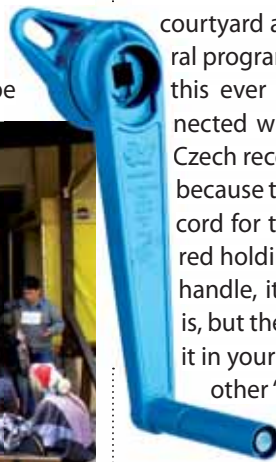 courtyard a
ral program
be
this ever
nected w
Czech reco
because t
cord for t
red holdi
handle, it
is, but the
it in your
other “